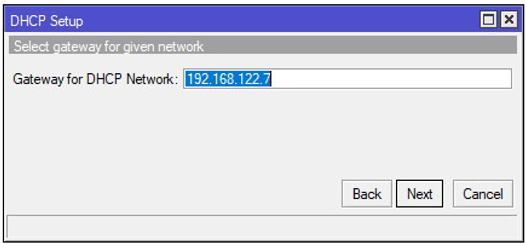 DHCP Setup
Select gateway for given network
Gateway for DHCP Network: 192.168.122.7
Back Next Cancel